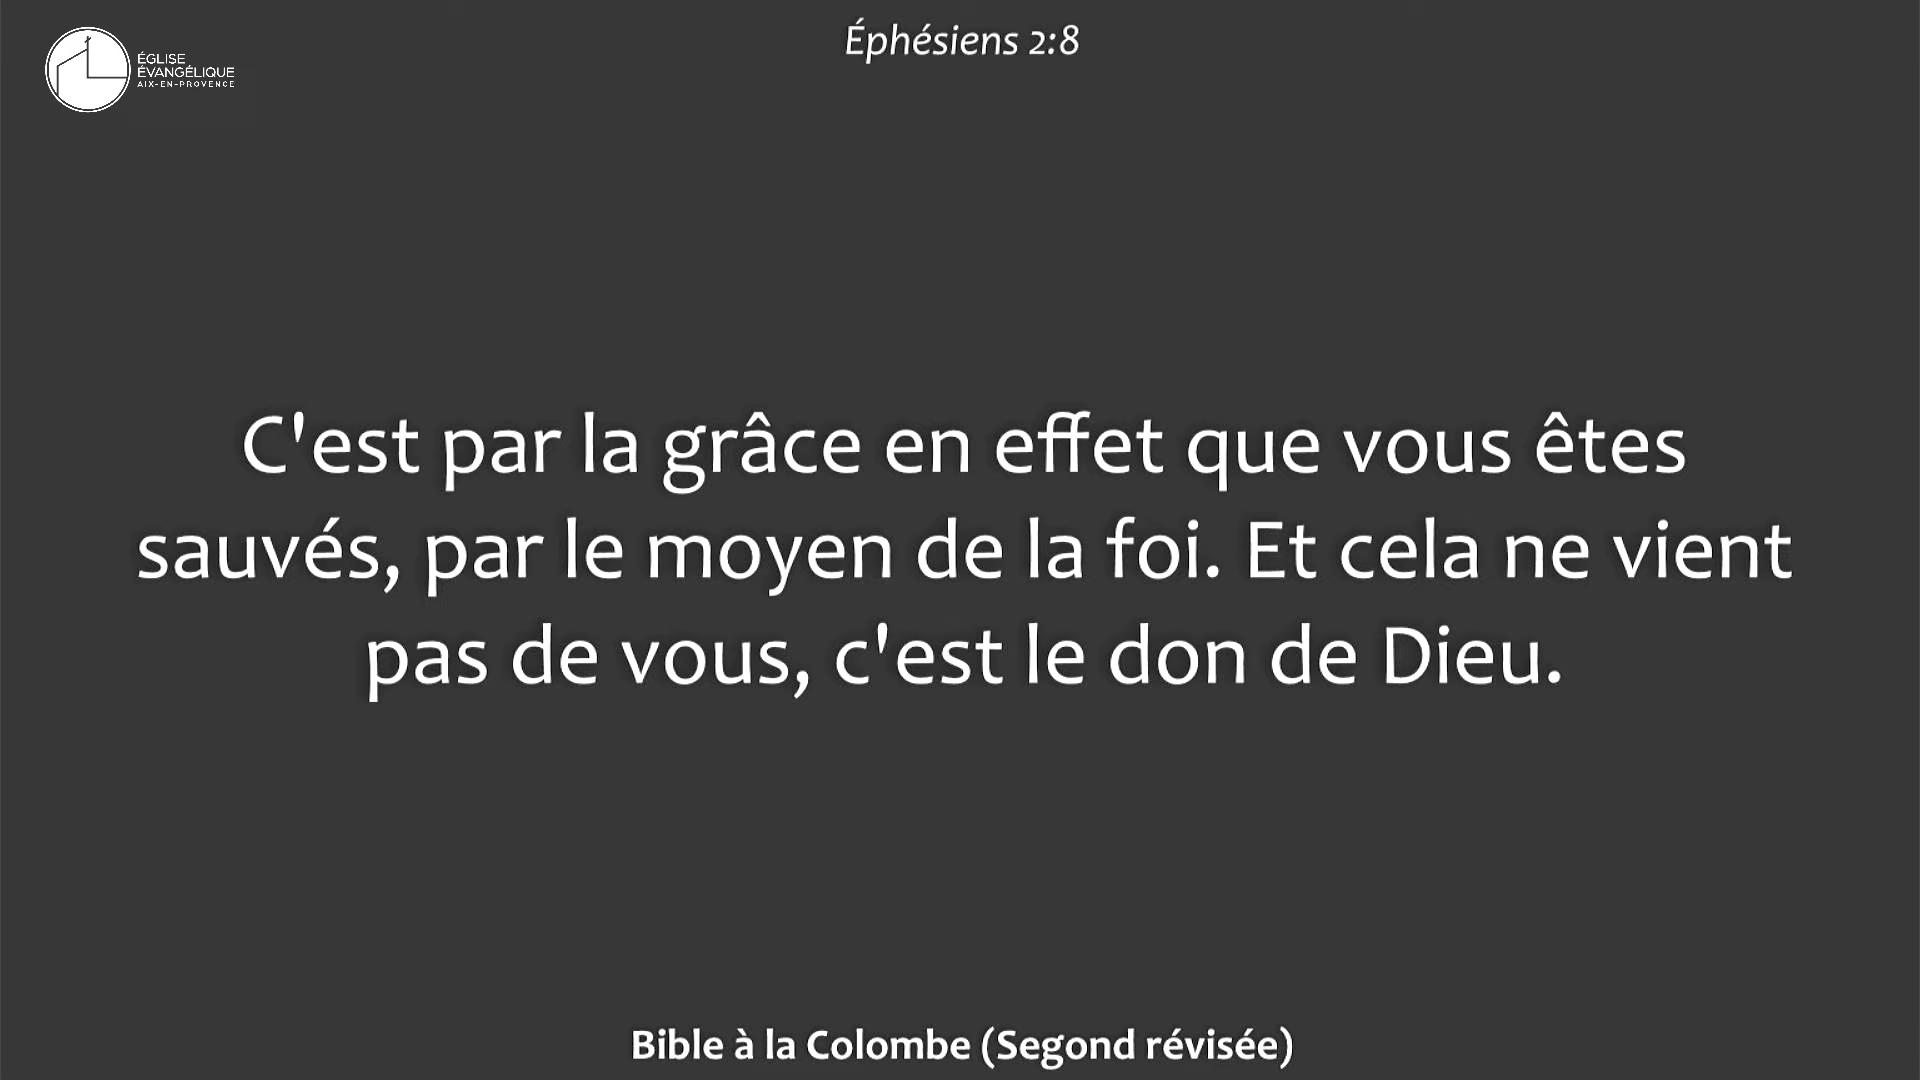 Éphésiens 2:8
ÉGLISE
ÉVANGÉLIQUE
AIX-EN-PROVENCE
C'est par la grâce en effet que vous êtes
sauvés, par le moyen de la foi. Et cela ne vient
pas de vous, c'est le don de Dieu.
Bible à la Colombe (Segond révisée)